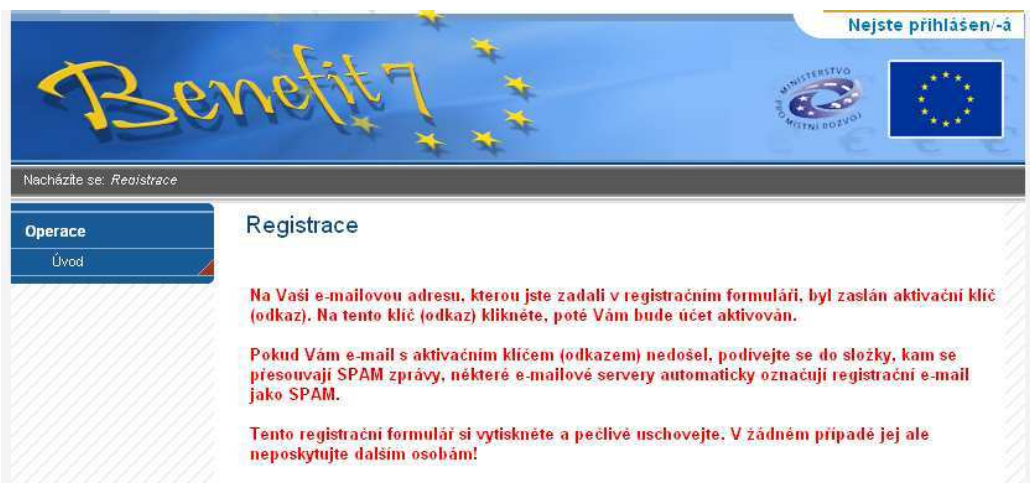 Nejste přihlášen/-á
Benefit7
MINISTERSTVO
PRO MÍSTNÍ ROZVOJ
Nacházíte se: Registrace
Operace
Registrace
Úvod
Na Vaši e-mailovou adresu, kterou jste zadali v registračním formuláři, byl zaslán aktivační klíč
(odkaz). Na tento klíč (odkaz) klikněte, poté Vám bude účet aktivován.
Pokud Vám e-mail s aktivačním klíčem (odkazem) nedošel, podívejte se do složky, kam se
přesouvají SPAM zprávy, některé e-mailové servery automaticky označují registrační e-mail
jako SPAM.
Tento registrační formulář si vytiskněte a pečlivě uschovejte. V žádném případě jej ale
neposkytujte dalším osobám!